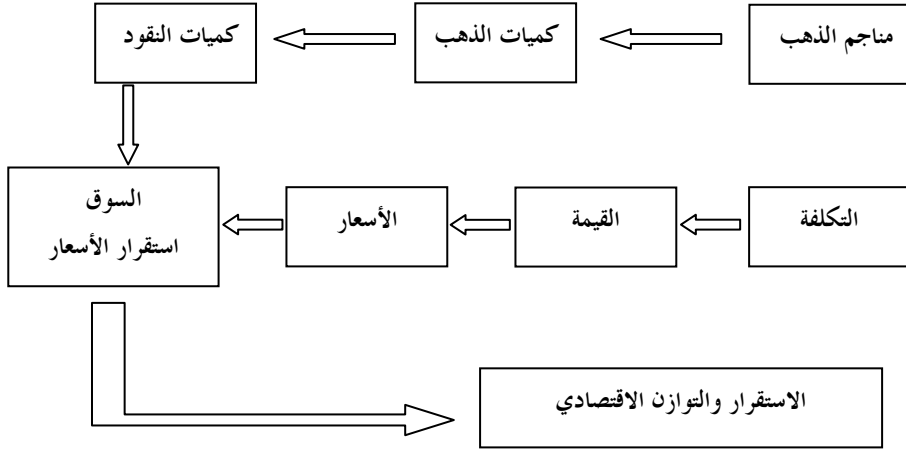 مناجم الذهب
كميات الذهب
كميات النقود
التكلفة
القيمة
الأسعار
السوق
استقرار الأسعار
الاستقرار والتوازن الاقتصادي